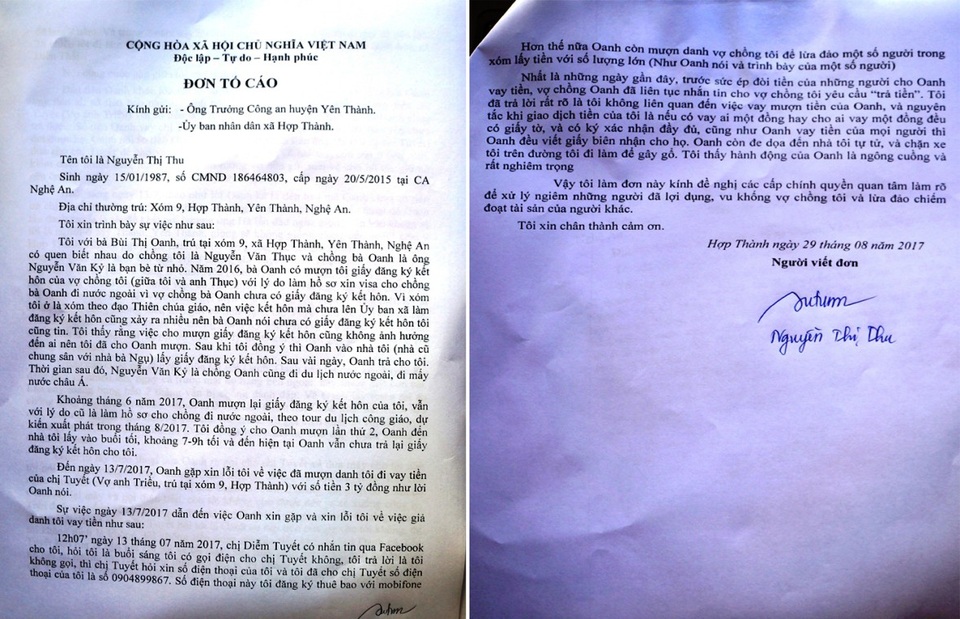 CỘNG HÒA XÃ HỘI CHỦ NGHĨA VIỆT NAM
Độc lập – Tự do – Hạnh phúc
ĐƠN TỐ CÁO
Kính gửi: - Ông Trưởng Công an huyện Yên Thành.
-Ủy ban nhân dân xã Hợp Thành.
Tên tôi là Nguyễn Thị Thu
Sinh ngày 15/01/1987, số CMND 186464803, cấp ngày 20/5/2015 tại CA
Nghệ An.
Địa chỉ thường trú: Xóm 9, Hợp Thành, Yên Thành, Nghệ An.
Tôi xin trình bày sự việc như sau:
Tôi với bà Bùi Thị Oanh, trú tại xóm 9, xã Hợp Thành, Yên Thành, Nghệ An
có quen biết nhau do chồng tôi là Nguyễn Văn Thục và chồng bà Oanh là ông
Nguyễn Văn Kỷ là bạn bè từ nhỏ. Năm 2016, bà Oanh có mượn tôi giấy đăng ký kết
hôn của vợ chồng tôi (giữa tôi và anh Thục) với lý do làm hồ sơ xin visa cho chồng
bà Oanh đi nước ngoài vì vợ chồng bà Oanh chưa có giấy đăng ký kết hôn. Vì xóm
tôi ở là xóm theo đạo Thiên chúa giáo, nên việc kết hôn mà chưa lên Ủy ban xã làm
đăng ký kết hôn cũng xảy ra nhiều nên bà Oanh nói chưa có giấy đăng ký kết hôn tôi
cũng tin. Tôi thấy rằng việc cho mượn giấy đăng ký kết hôn cũng không ảnh hưởng
đến ai nên tôi đã cho Oanh mượn. Sau khi tôi đồng ý thì Oanh vào nhà tôi (nhà cũ
chung sân với nhà bà Ngụ) lấy giấy đăng ký kết hôn. Sau vài ngày, Oanh trả cho tôi.
Thời gian sau đó, Nguyễn Văn Kỷ là chồng Oanh cũng đi du lịch nước ngoài, đi mấy
nước châu Á.
Khoảng tháng 6 năm 2017, Oanh mượn lại giấy đăng ký kết hôn của tôi, vẫn
với lý do cũ là làm hồ sơ cho chồng đi nước ngoài, theo tour du lịch công giáo, dự
kiến xuất phát trong tháng 8/2017. Tôi đồng ý cho Oanh mượn lần thứ 2, Oanh đến
nhà tôi lấy vào buổi tối, khoảng 7-9h tối và đến hiện tại Oanh vẫn chưa trả lại giấy
đăng ký kết hôn cho tôi.
Đến ngày 13/7/2017, Oanh gặp xin lỗi tôi về việc đã mượn danh tôi đi vay tiền
của chị Tuyết (Vợ anh Triều, trú tại xóm 9, Hợp Thành) với số tiền 3 tỷ đồng như lời
Oanh nói.
Sự việc ngày 13/7/2017 dẫn đến việc Oanh xin gặp và xin lỗi tôi về việc giả
danh tôi vay tiền như sau:
12h07' ngày 13 tháng 07 năm 2017, chị Diễm Tuyết có nhắn tin qua Facebook
cho tôi, hỏi tôi là buổi sáng tôi có gọi điện cho chị Tuyết không, tôi trả lời là tôi
không gọi, thì chị Tuyết hỏi xin số điện thoại của tôi và tôi đã cho chị Tuyết số điện
thoại của tôi là số 0904899867. Số điện thoại này tôi đăng ký thuê bao với mobifone
Hơn thế nữa Oanh còn mượn danh vợ chồng tôi để lừa đảo một số người trong
xóm lấy tiền với số lượng lớn (Như Oanh nói và trình bày của một số người)
Nhất là những ngày gần đây, trước sức ép đòi tiền của những người cho Oanh
vay tiền, vợ chồng Oanh đã liên tục nhắn tin cho vợ chồng tôi yêu cầu “trả tiền”. Tôi
đã trả lời rất rõ là tôi không liên quan đến việc vay mượn tiền của Oanh, và nguyên
tắc khi giao dịch tiền của tôi là nếu có vay ai một đồng hay cho ai vay một đồng đều
có giấy tờ, và có ký xác nhận đầy đủ, cũng như Oanh vay tiền của mọi người thì
Oanh đều viết giấy biên nhận cho họ. Oanh còn đe dọa đến nhà tôi tự tử, và chặn xe
tôi trên đường tôi đi làm để gây gổ. Tôi thấy hành động của Oanh là ngông cuồng và
rất nghiêm trọng
Vậy tôi làm đơn này kính đề nghị các cấp chính quyền quan tâm làm rõ
để xử lý ngiêm những người đã lợi dụng, vu khống vợ chồng tôi và lừa đảo chiếm
đoạt tài sản của người khác.
Tôi xin chân thành cảm ơn.
Hợp Thành ngày 29 tháng 08 năm 2017
Người viết đơn
Nguyễn Thị Thu